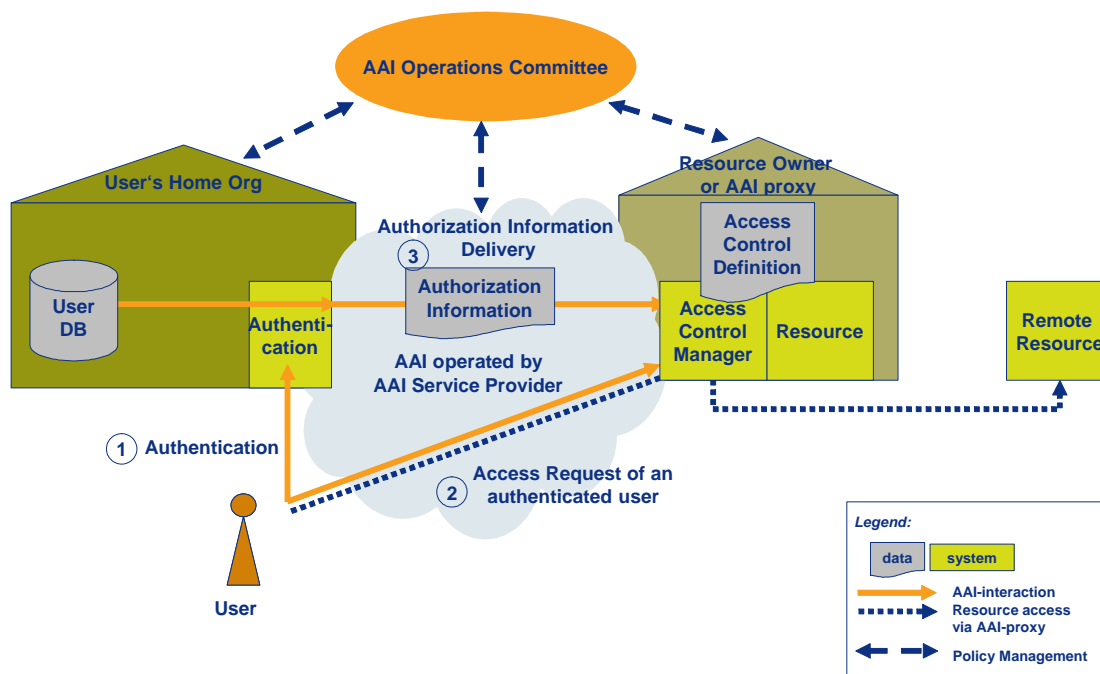 AAI Operations Committee
User‘s Home Org
Resource Owner
or AAI proxy
Authorization Information
Delivery
3
Access
Control
Definition
User
DB
Authenti-
cation
Authorization
Information
Access
Control
Manager
Resource
Remote
Resource
AAI operated by
AAI Service Provider
1
Authentication
2
Access Request of an
authenticated user
User
Legend:
data
system
AAI-interaction
Resource access
via AAI-proxy
Policy Management